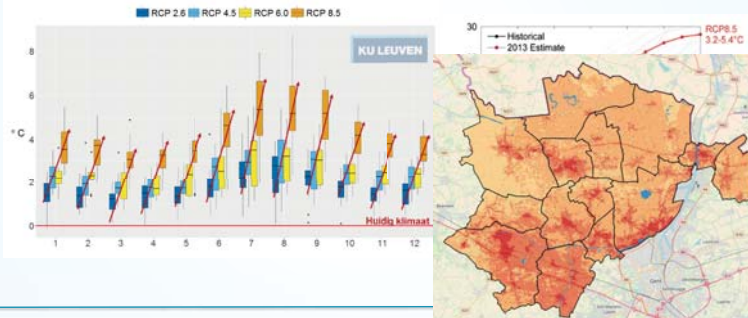 RCP 2.6 RCP 4.5 RCP 6.0 RCP 8.5
KU LEUVEN
8
6
°C
4
2
0
Huidig klimaat
1 2 3 4 5 6 7 8 9 10 11 12
30
Historical
2013 Estimate
RCP8.5
3.2-5.4°C
Gent